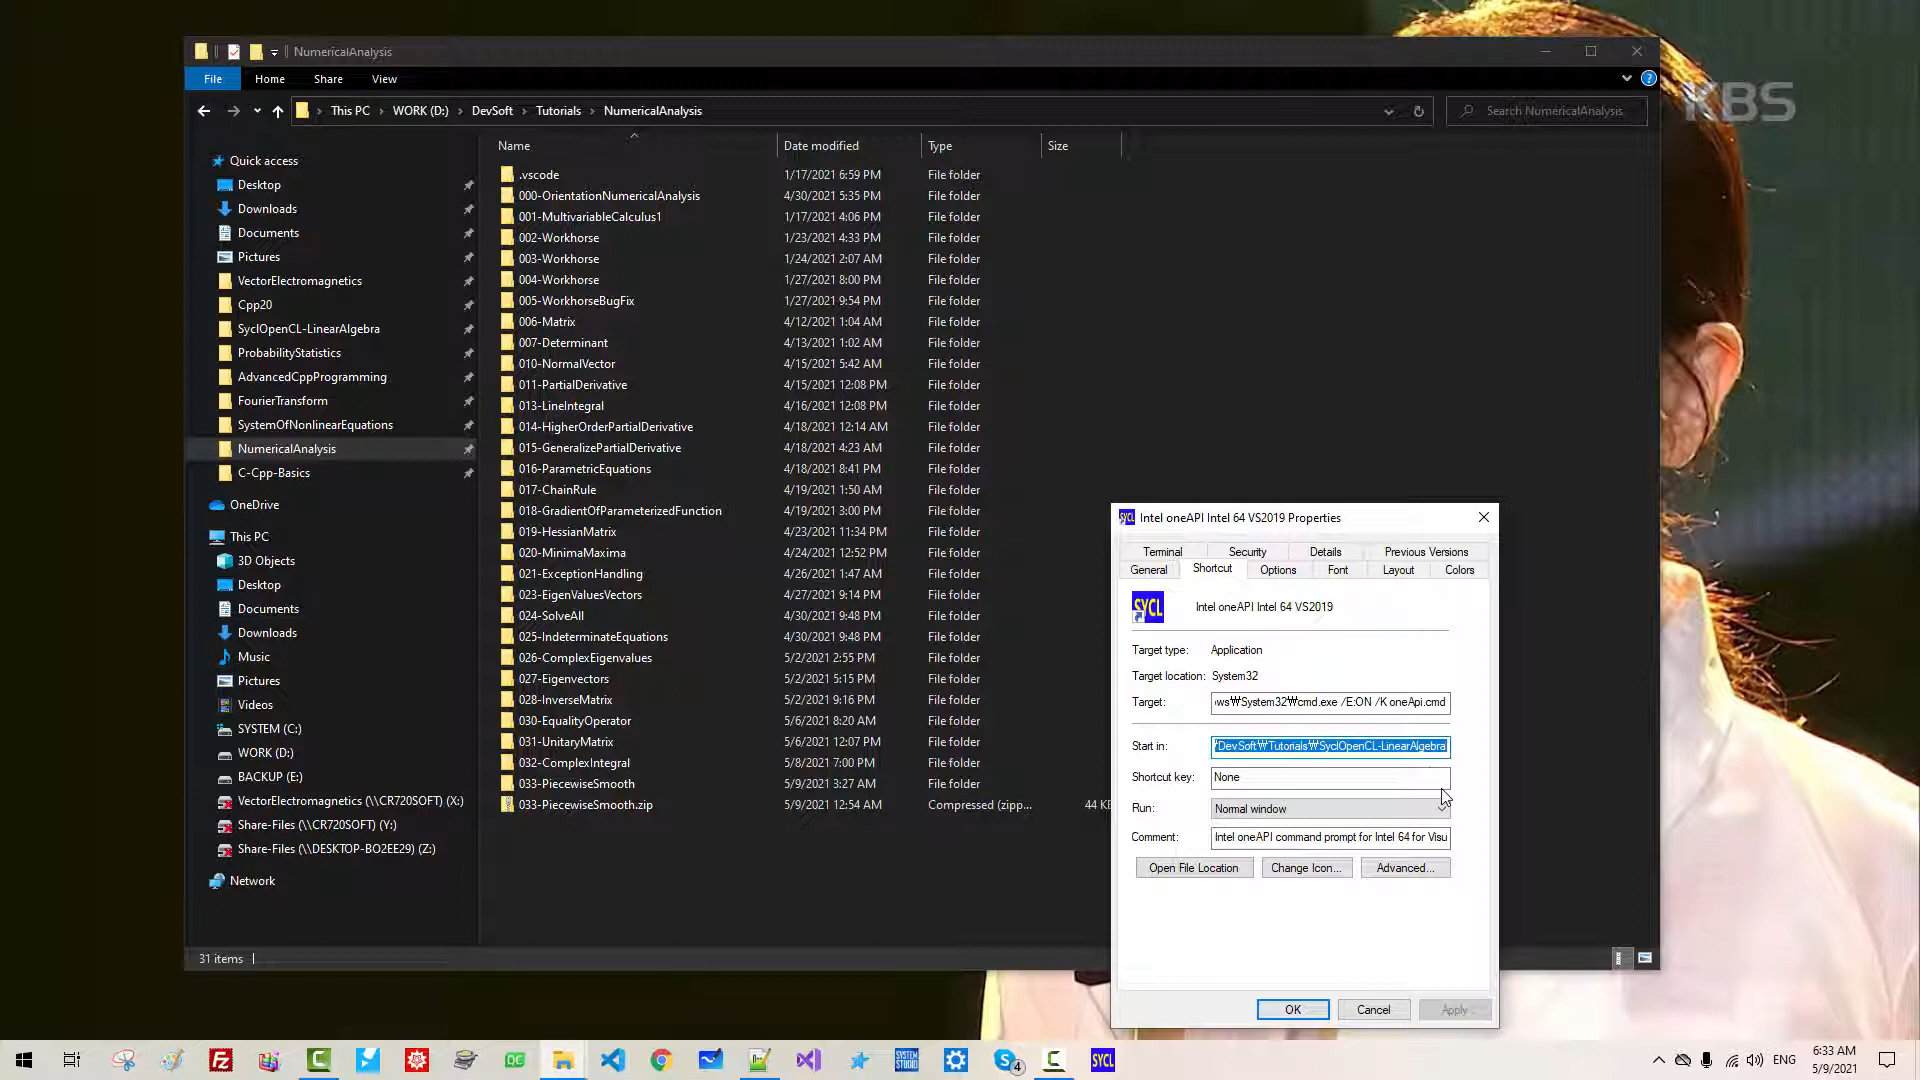 NumericalAnalysis
KBS
File Home Share View
This PC WORK (D:) DevSoft Tutorials NumericalAnalysis
Search NumericalAnalysis
Name Date modified Type Size
Quick access
Desktop
Downloads
Documents
Pictures
VectorElectromagnetics
Cpp20
SyclOpenCL-LinearAlgebra
ProbabilityStatistics
AdvancedCppProgramming
FourierTransform
SystemOfNonlinearEquations
NumericalAnalysis
C-Cpp-Basics
OneDrive
This PC
3D Objects
Desktop
Documents
Downloads
Music
Pictures
Videos
SYSTEM (C:)
WORK (D:)
BACKUP (E:)
VectorElectromagnetics (\\CR720SOFT) (X:)
Share-Files (\\CR720SOFT) (Y:)
Share-Files (\\DESKTOP-BO2EE29) (Z:)
Network
.vscode 1/17/2021 6:59 PM File folder
000-OrientationNumericalAnalysis 4/30/2021 5:35 PM File folder
001-MultivariableCalculus1 1/17/2021 4:06 PM File folder
002-Workhorse 1/23/2021 4:33 PM File folder
003-Workhorse 1/24/2021 2:07 AM File folder
004-Workhorse 1/27/2021 8:00 PM File folder
005-WorkhorseBugFix 1/27/2021 9:54 PM File folder
006-Matrix 4/12/2021 1:04 AM File folder
007-Determinant 4/13/2021 1:02 AM File folder
010-NormalVector 4/15/2021 5:42 AM File folder
011-PartialDerivative 4/15/2021 12:08 PM File folder
013-LineIntegral 4/16/2021 12:08 PM File folder
014-HigherOrderPartialDerivative 4/18/2021 12:14 AM File folder
015-GeneralizePartialDerivative 4/18/2021 4:23 AM File folder
016-ParametricEquations 4/18/2021 8:41 PM File folder
017-ChainRule 4/19/2021 1:50 AM File folder
018-GradientOfParameterizedFunction 4/19/2021 3:00 PM File folder
019-HessianMatrix 4/23/2021 11:34 PM File folder
020-MinimaMaxima 4/24/2021 12:52 PM File folder
021-ExceptionHandling 4/26/2021 1:47 AM File folder
023-EigenValuesVectors 4/27/2021 9:14 PM File folder
024-SolveAll 4/30/2021 9:48 PM File folder
025-IndeterminateEquations 4/30/2021 9:48 PM File folder
026-ComplexEigenvalues 5/2/2021 2:55 PM File folder
027-Eigenvectors 5/2/2021 5:15 PM File folder
028-InverseMatrix 5/2/2021 9:16 PM File folder
030-EqualityOperator 5/6/2021 8:20 AM File folder
031-UnitaryMatrix 5/6/2021 12:07 PM File folder
032-ComplexIntegral 5/8/2021 7:00 PM File folder
033-PiecewiseSmooth 5/9/2021 3:27 AM File folder
033-PiecewiseSmooth.zip 5/9/2021 12:54 AM Compressed (zipp... 44 KB
31 items
SYCL Intel oneAPI Intel 64 VS2019 Properties
Terminal Security Details Previous Versions
General Shortcut Options Font Layout Colors
SYCL Intel oneAPI Intel 64 VS2019
Target type: Application
Target location: System32
Target: ws₩System32₩cmd.exe /E:ON /K oneApi.cmd
Start in: ₩DevSoft₩Tutorials₩SyclOpenCL-LinearAlgebra
Shortcut key: None
Run: Normal window
Comment: Intel oneAPI command prompt for Intel 64 for Visu
Open File Location Change Icon... Advanced...
OK Cancel Apply
QC SYSTEM STUDIO 4 SYCL ENG
6:33 AM
5/9/2021